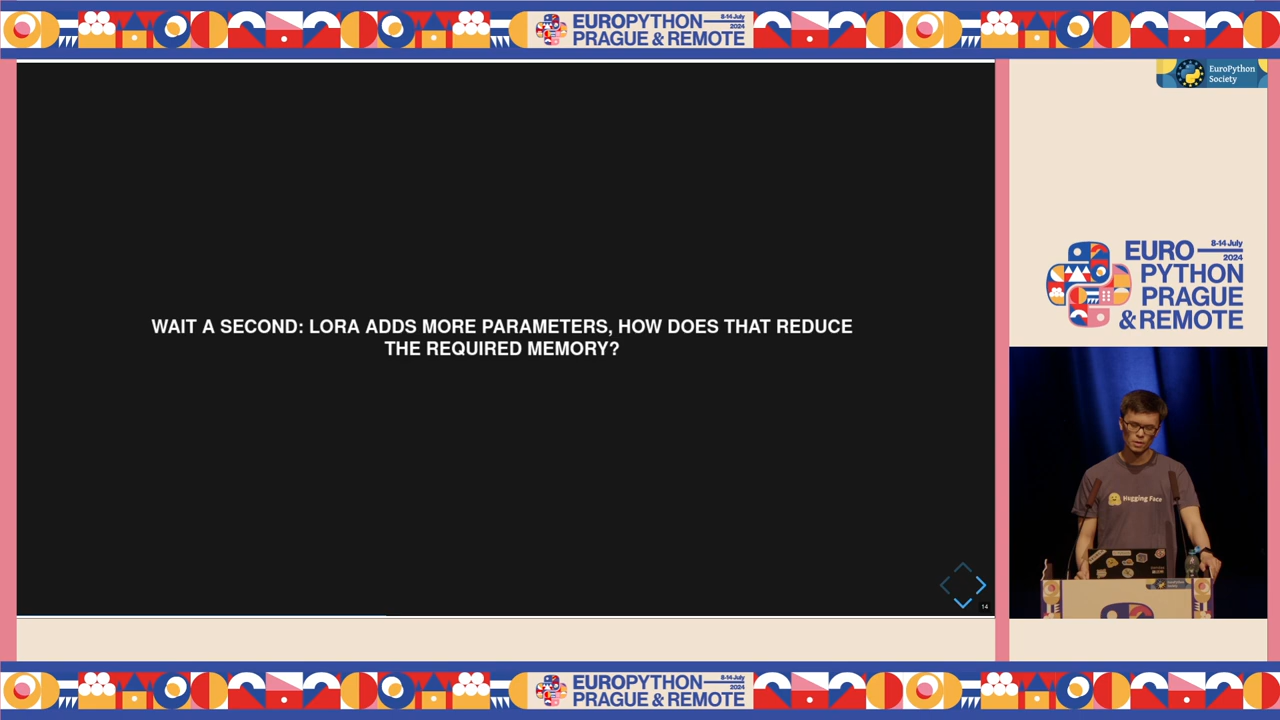 EUROPYTHON
8-14 July
2024
PRAGUE & REMOTE
EuroPython
Society
WAIT A SECOND: LORA ADDS MORE PARAMETERS, HOW DOES THAT REDUCE
THE REQUIRED MEMORY?
14
EURO
8-14 July
2024
PYTHON
PRAGUE
& REMOTE
Hugging Face
EUROPYTHON
8-14 July
2024
PRAGUE & REMOTE